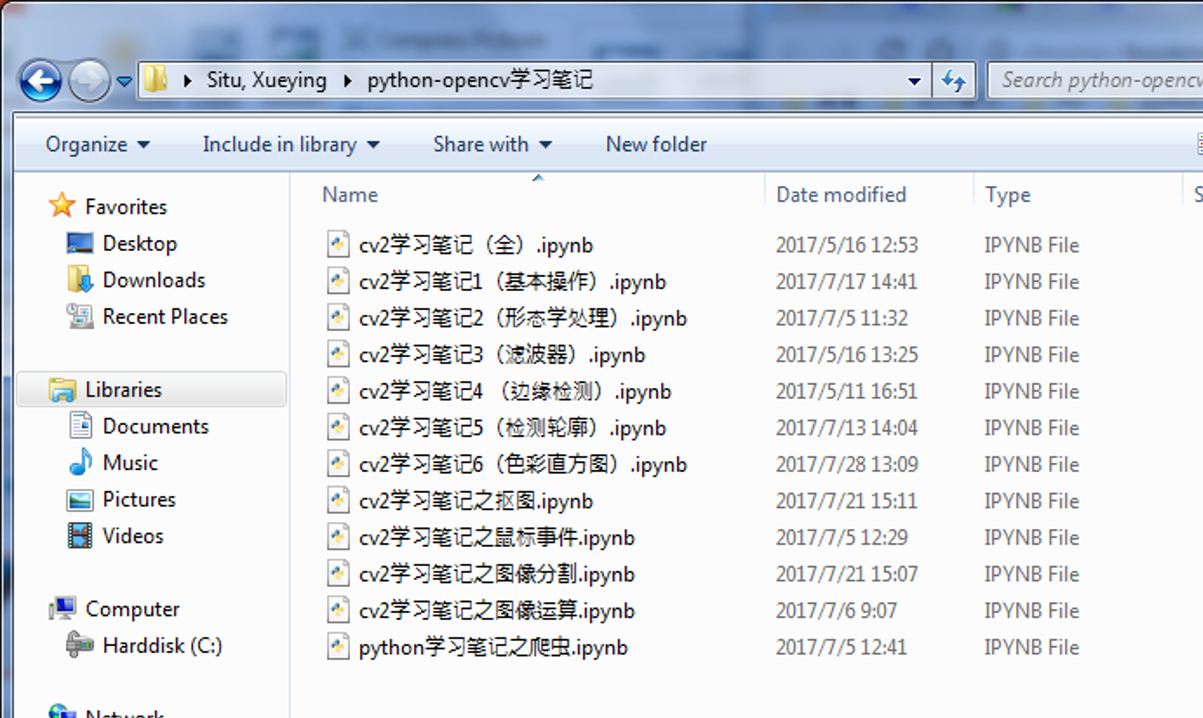 Situ, Xueying python-opencv学习笔记 Search python-opencv
Organize Include in library Share with New folder
Name Date modified Type
Favorites
Desktop
Downloads
Recent Places
Libraries
Documents
Music
Pictures
Videos
Computer
Harddisk (C:)
Network
cv2学习笔记（全）.ipynb 2017/5/16 12:53 IPYNB File
cv2学习笔记1（基本操作）.ipynb 2017/7/17 14:41 IPYNB File
cv2学习笔记2（形态学处理）.ipynb 2017/7/5 11:32 IPYNB File
cv2学习笔记3（滤波器）.ipynb 2017/5/16 13:25 IPYNB File
cv2学习笔记4 （边缘检测）.ipynb 2017/5/11 16:51 IPYNB File
cv2学习笔记5（检测轮廓）.ipynb 2017/7/13 14:04 IPYNB File
cv2学习笔记6（色彩直方图）.ipynb 2017/7/28 13:09 IPYNB File
cv2学习笔记之抠图.ipynb 2017/7/21 15:11 IPYNB File
cv2学习笔记之鼠标事件.ipynb 2017/7/5 12:29 IPYNB File
cv2学习笔记之图像分割.ipynb 2017/7/21 15:07 IPYNB File
cv2学习笔记之图像运算.ipynb 2017/7/6 9:07 IPYNB File
python学习笔记之爬虫.ipynb 2017/7/5 12:41 IPYNB File